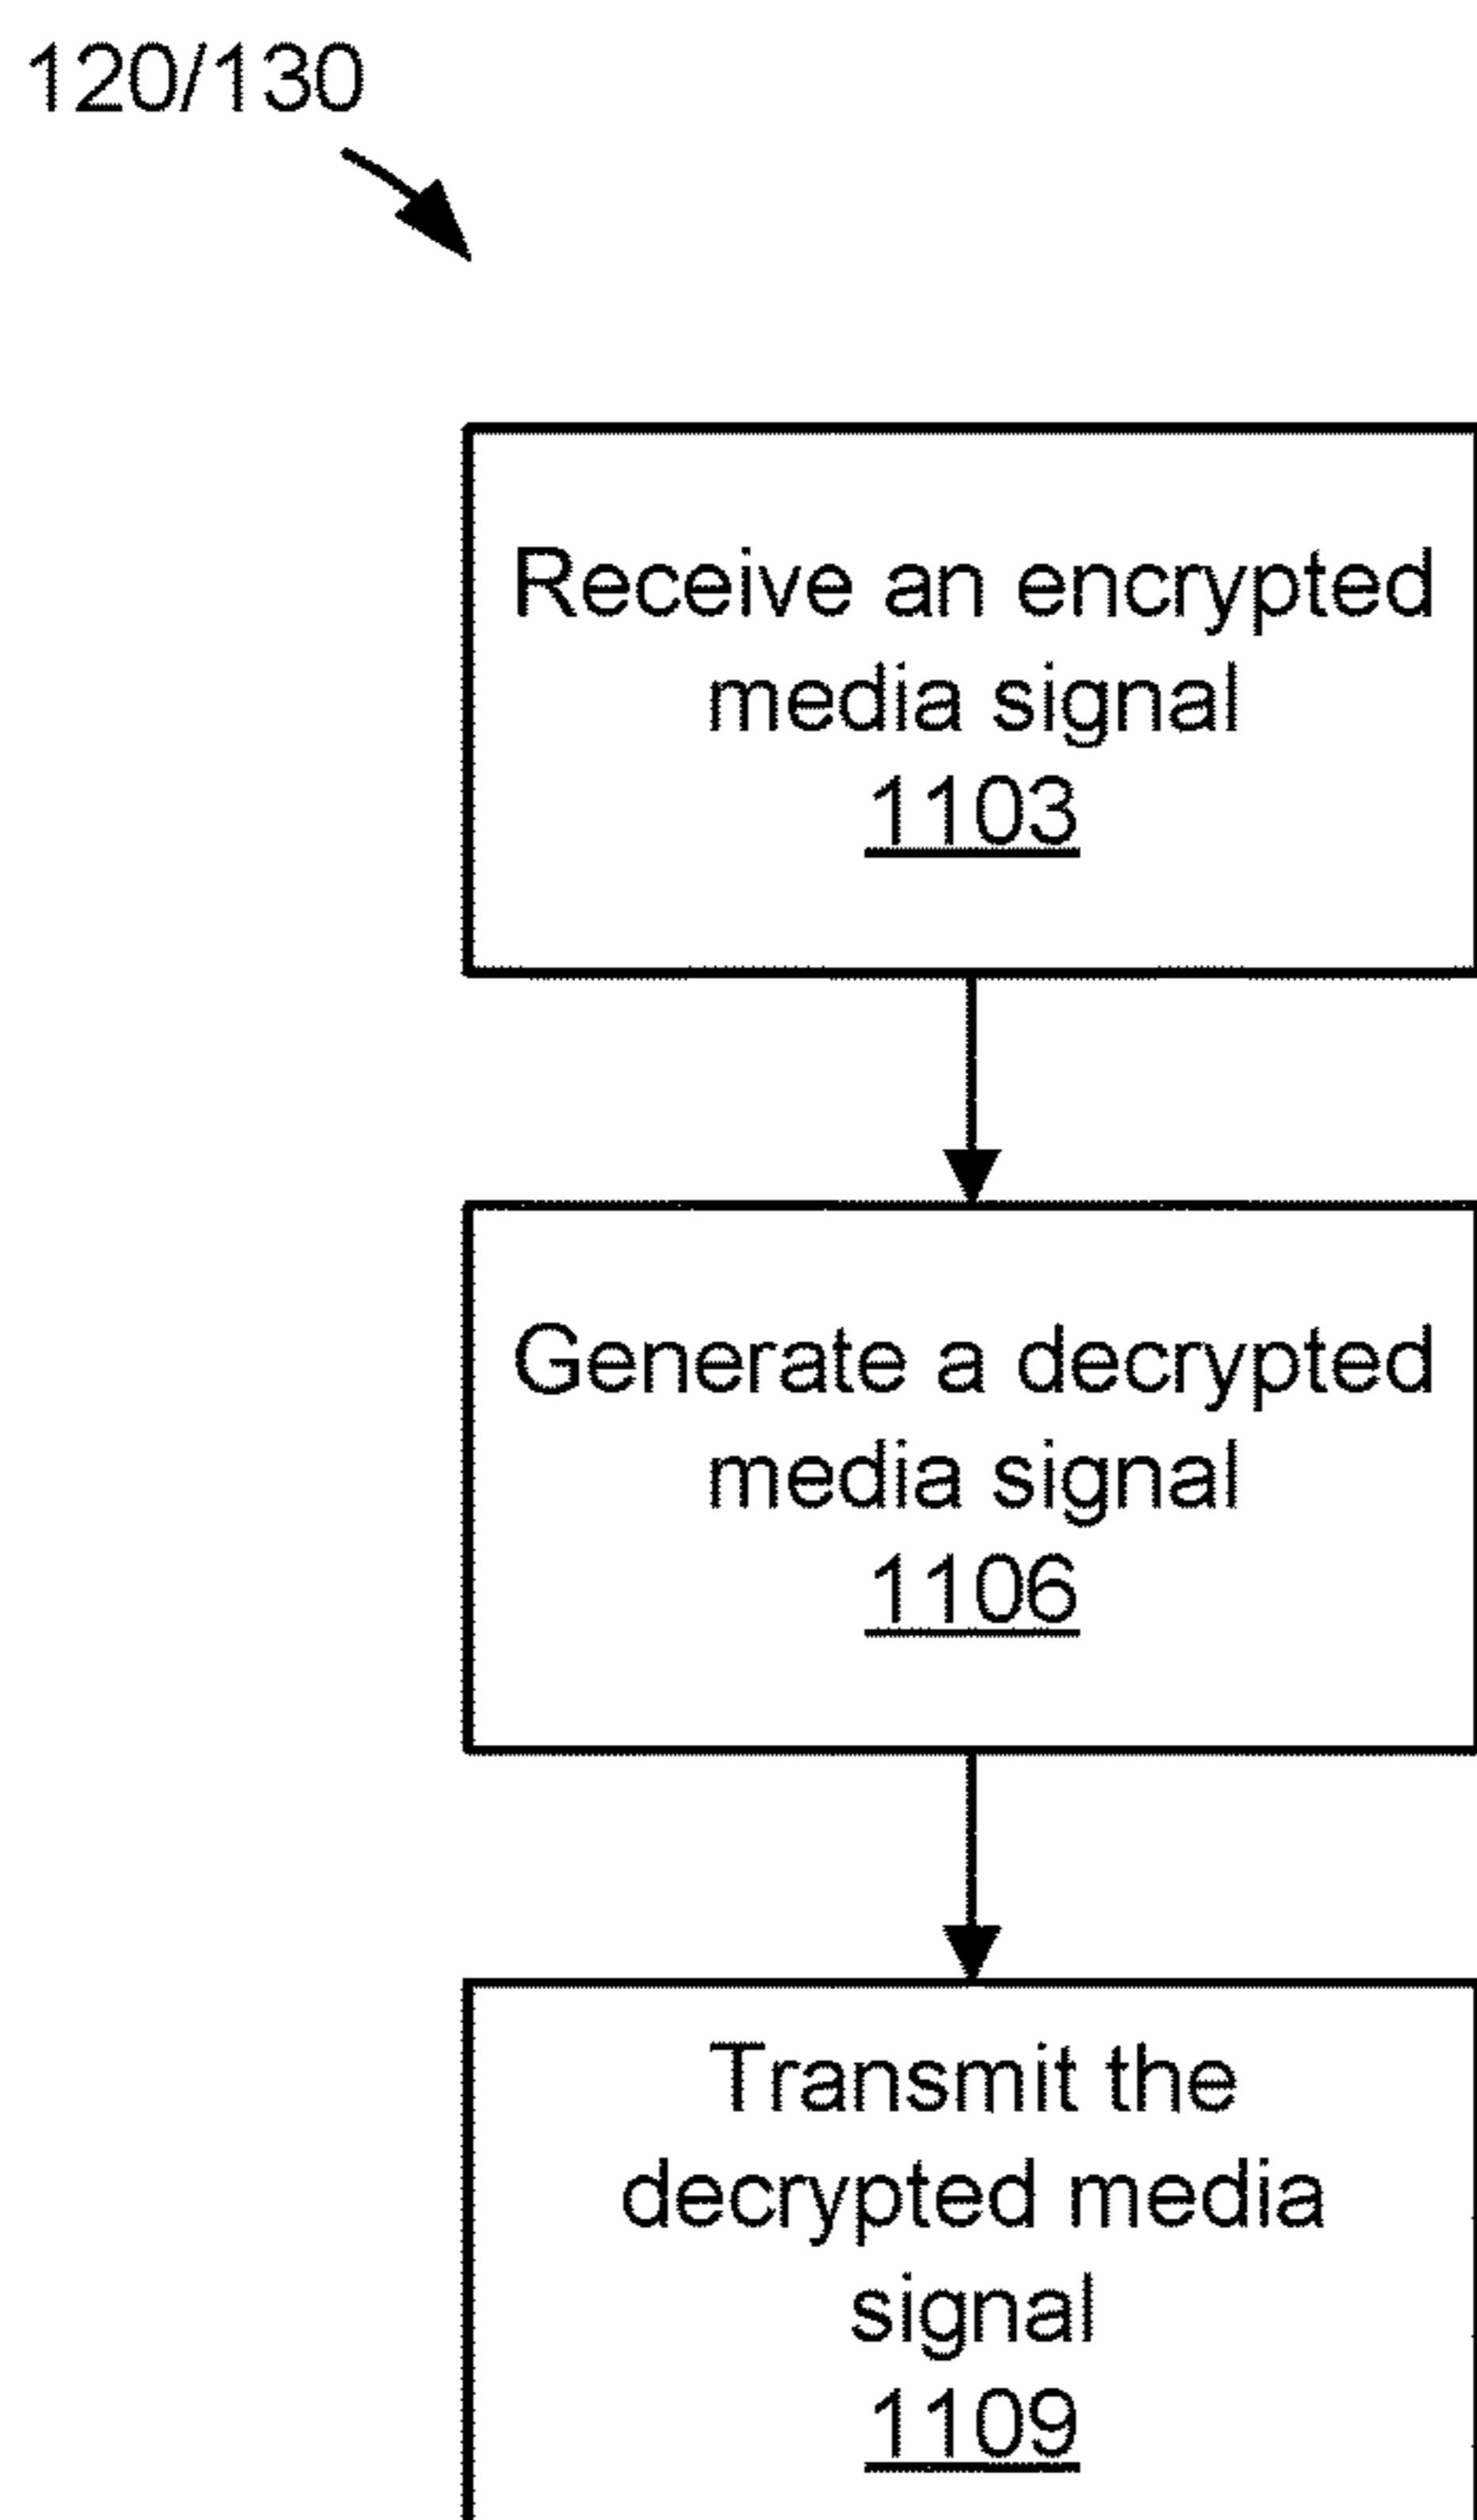 120/130
Receive an encrypted
media signal
1103
Generate a decrypted
media signal
1106
Transmit the
decrypted media
signal
1109